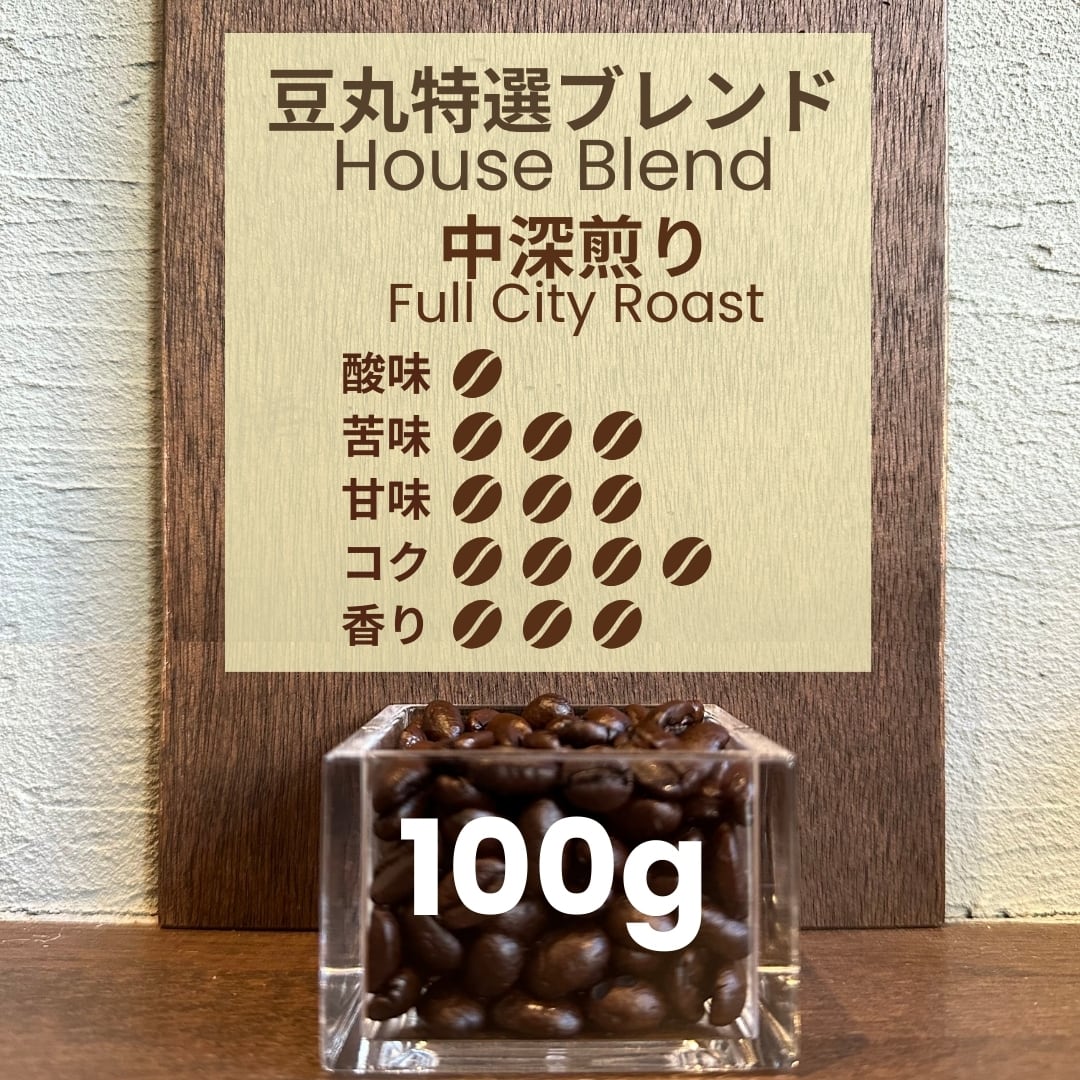 豆丸特選ブレンド
House Blend
中深煎り
Full City Roast
酸味
苦味
甘味
コク
香り
100g